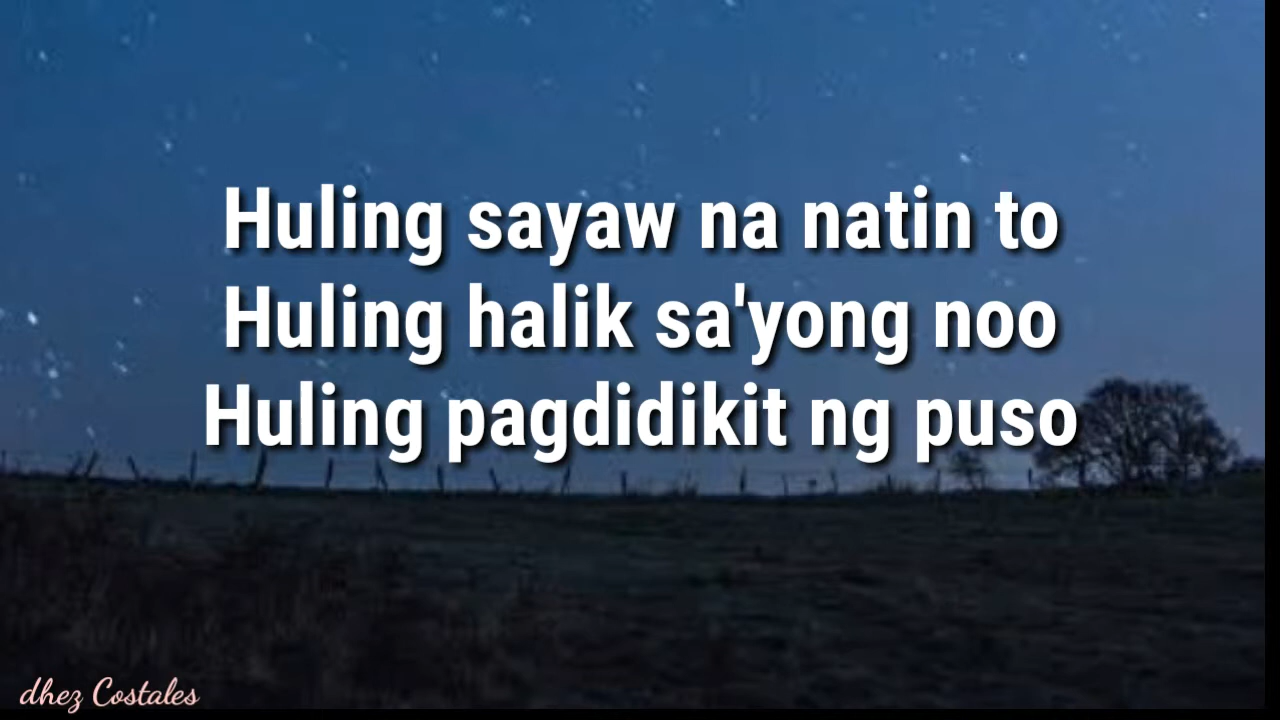 Huling sayaw na natin to
Huling halik sa'yong noo
Huling pagdidikit ng puso
dhez Costales